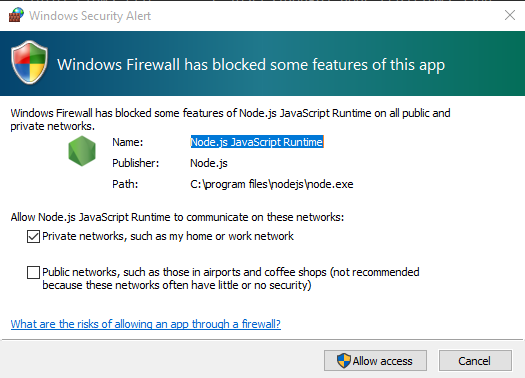 Windows Security Alert
Windows Firewall has blocked some features of this app
Windows Firewall has blocked some features of Node.js JavaScript Runtime on all public and
private networks.
Name: Node.js JavaScript Runtime
Publisher: Node.js
Path: C:\program files\nodejs\node.exe
Allow Node.js JavaScript Runtime to communicate on these networks:
Private networks, such as my home or work network
Public networks, such as those in airports and coffee shops (not recommended
because these networks often have little or no security)
What are the risks of allowing an app through a firewall?
Allow access Cancel